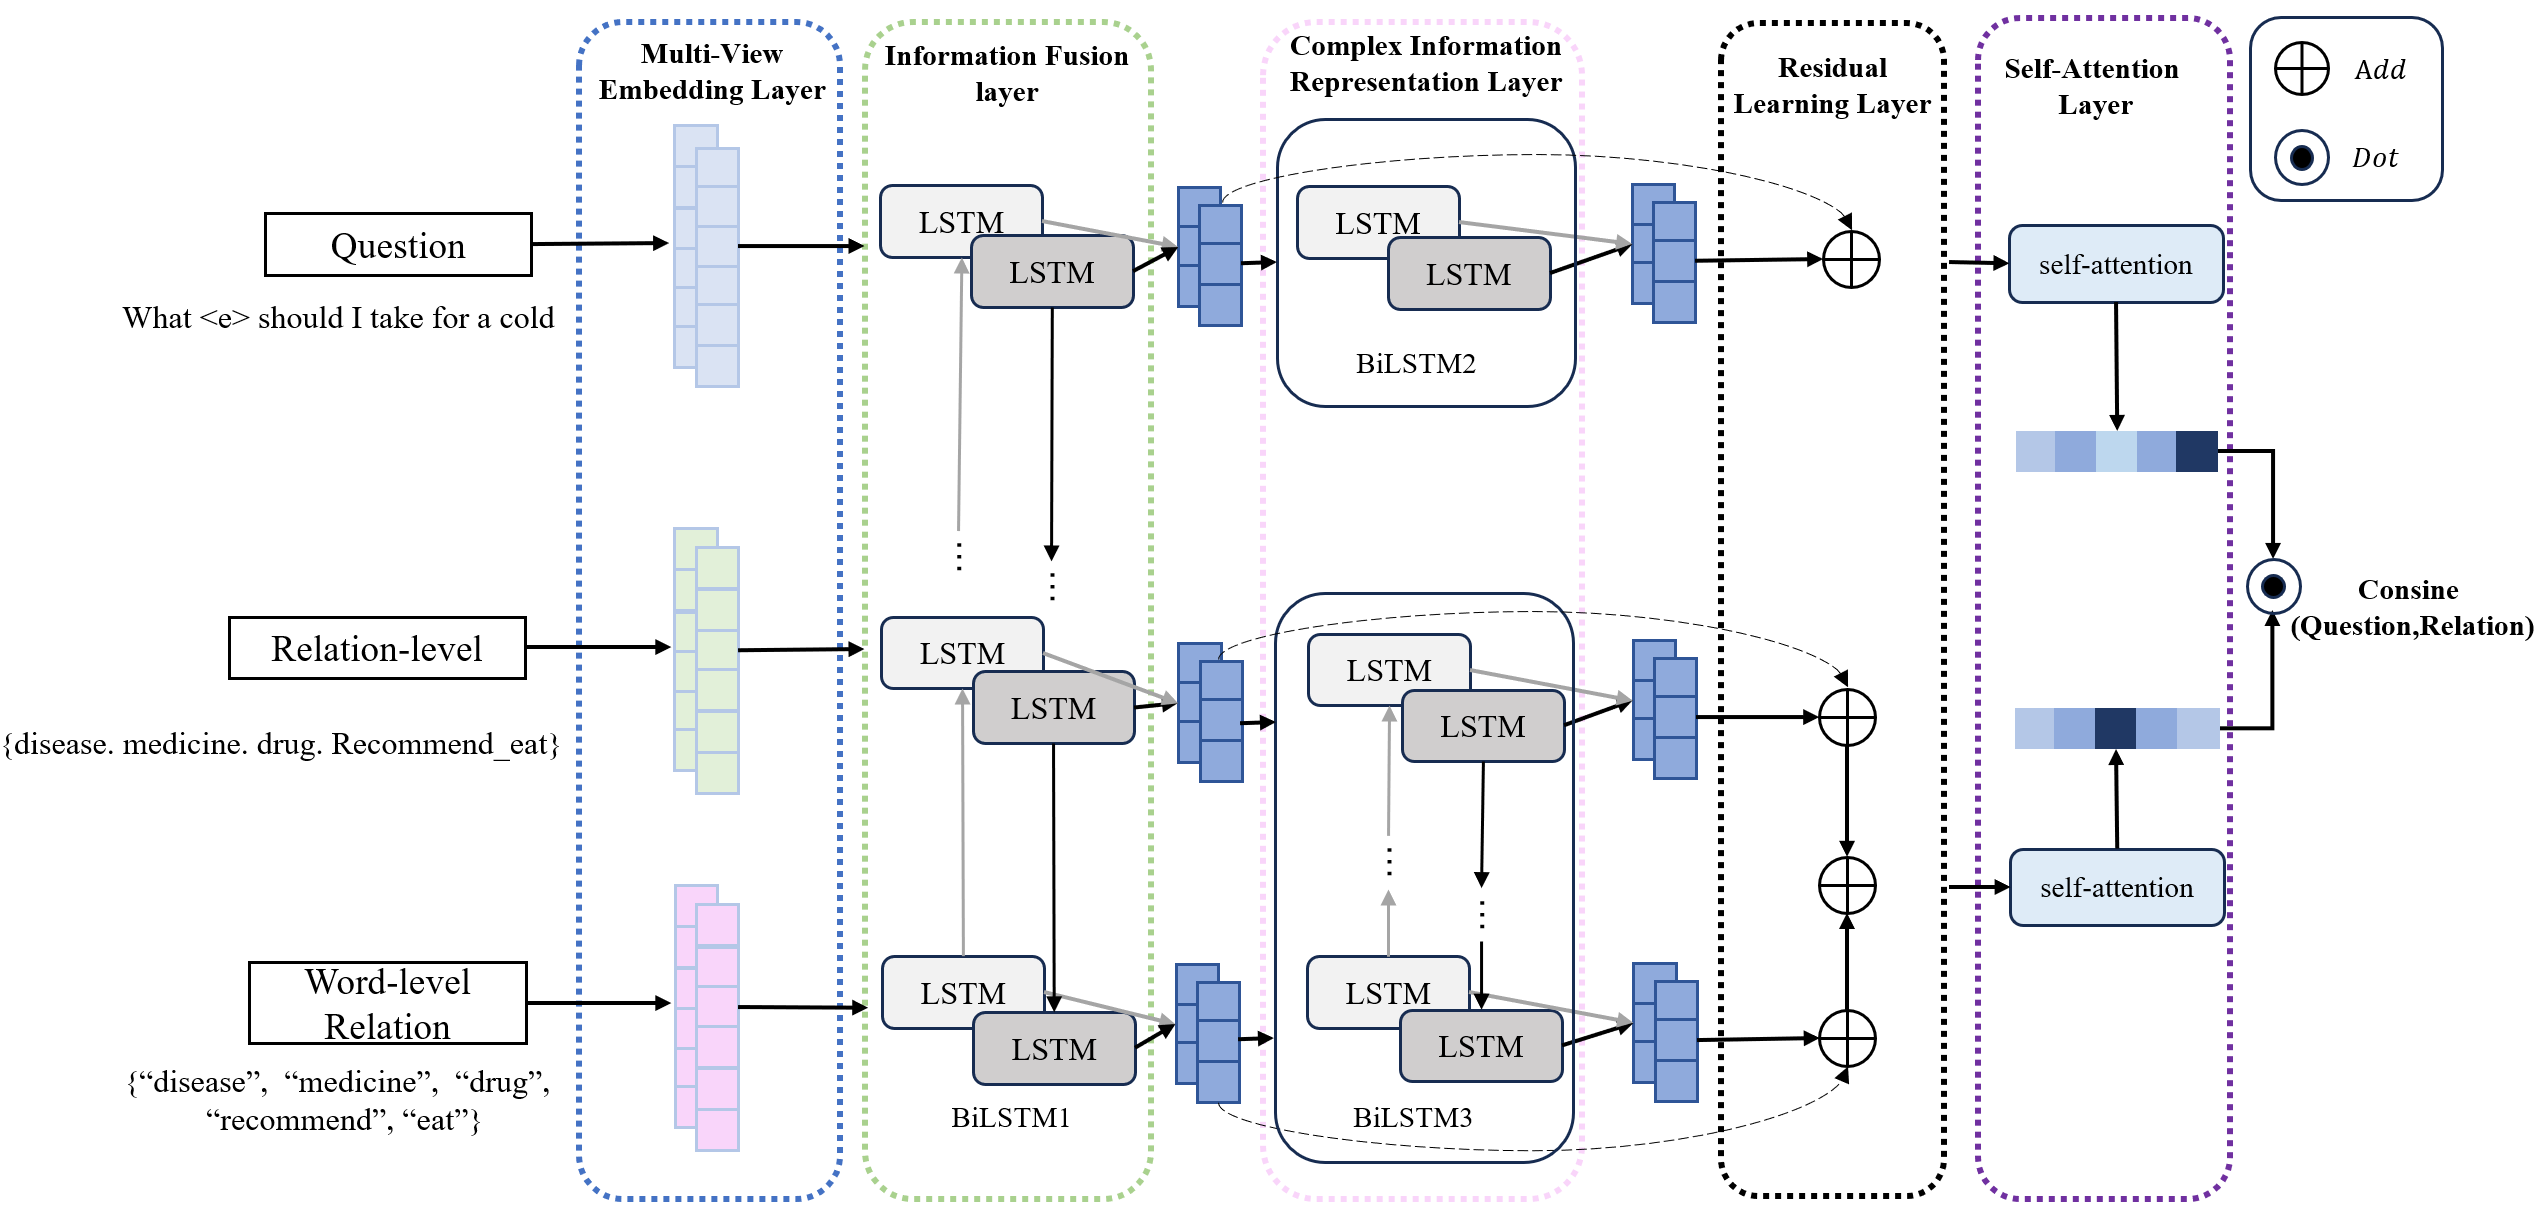 Multi-View
Embedding Layer
Information Fusion
layer
Complex Information
Representation Layer
Residual
Learning Layer
Self-Attention
Layer
Add
Dot
Question
What <e> should I take for a cold
LSTM
LSTM
LSTM
LSTM
BiLSTM2
self-attention
Relation-level
{disease. medicine. drug. Recommend_eat}
...
...
LSTM
LSTM
LSTM
LSTM
...
...
Consine
(Question,Relation)
self-attention
Word-level
Relation
{“disease”, “medicine”, “drug”,
“recommend”, “eat”}
LSTM
LSTM
BiLSTM1
LSTM
LSTM
BiLSTM3